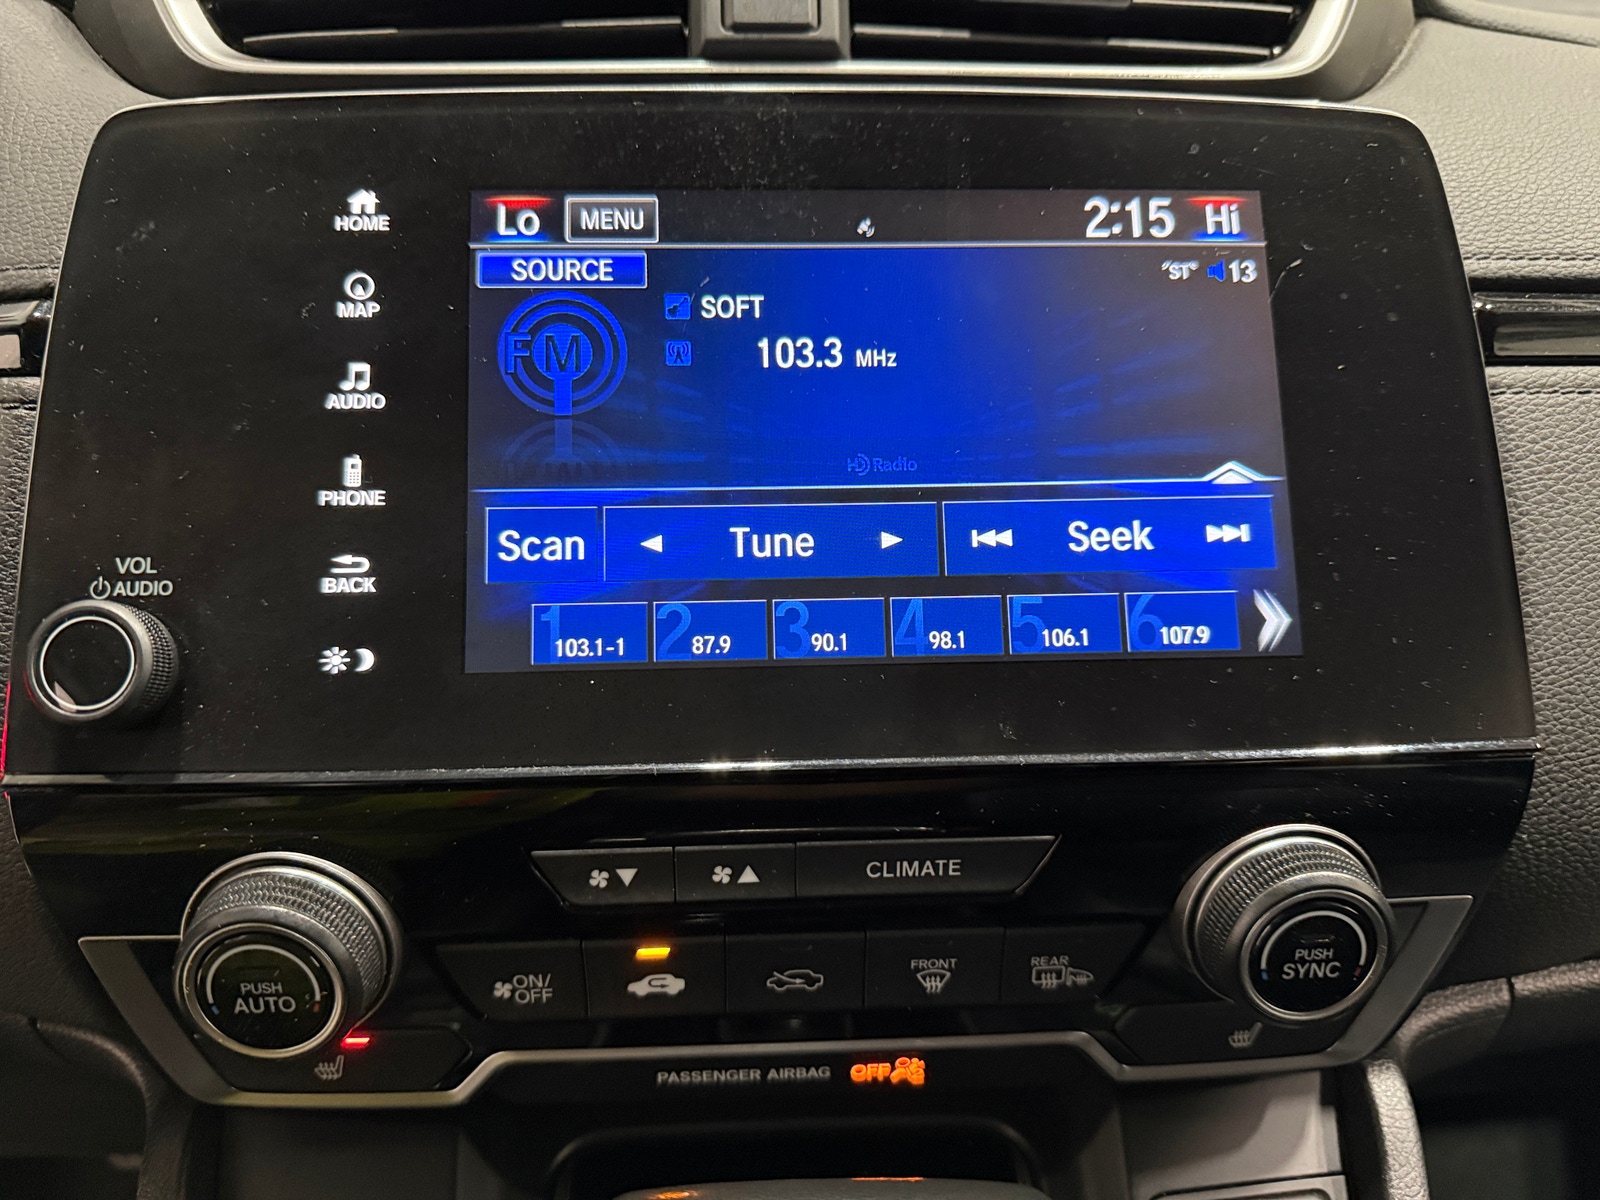 HOME
MAP
AUDIO
PHONE
BACK
VOL
AUDIO
Lo MENU 2:15 Hi
SOURCE "ST" 13
FM SOFT
103.3 MHz
HD Radio
Scan Tune Seek
1 103.1-1 2 87.9 3 90.1 4 98.1 5 106.1 6 107.9
CLIMATE
ON/
OFF
FRONT
REAR
PUSH
AUTO
PUSH
SYNC
PASSENGER AIRBAG OFF